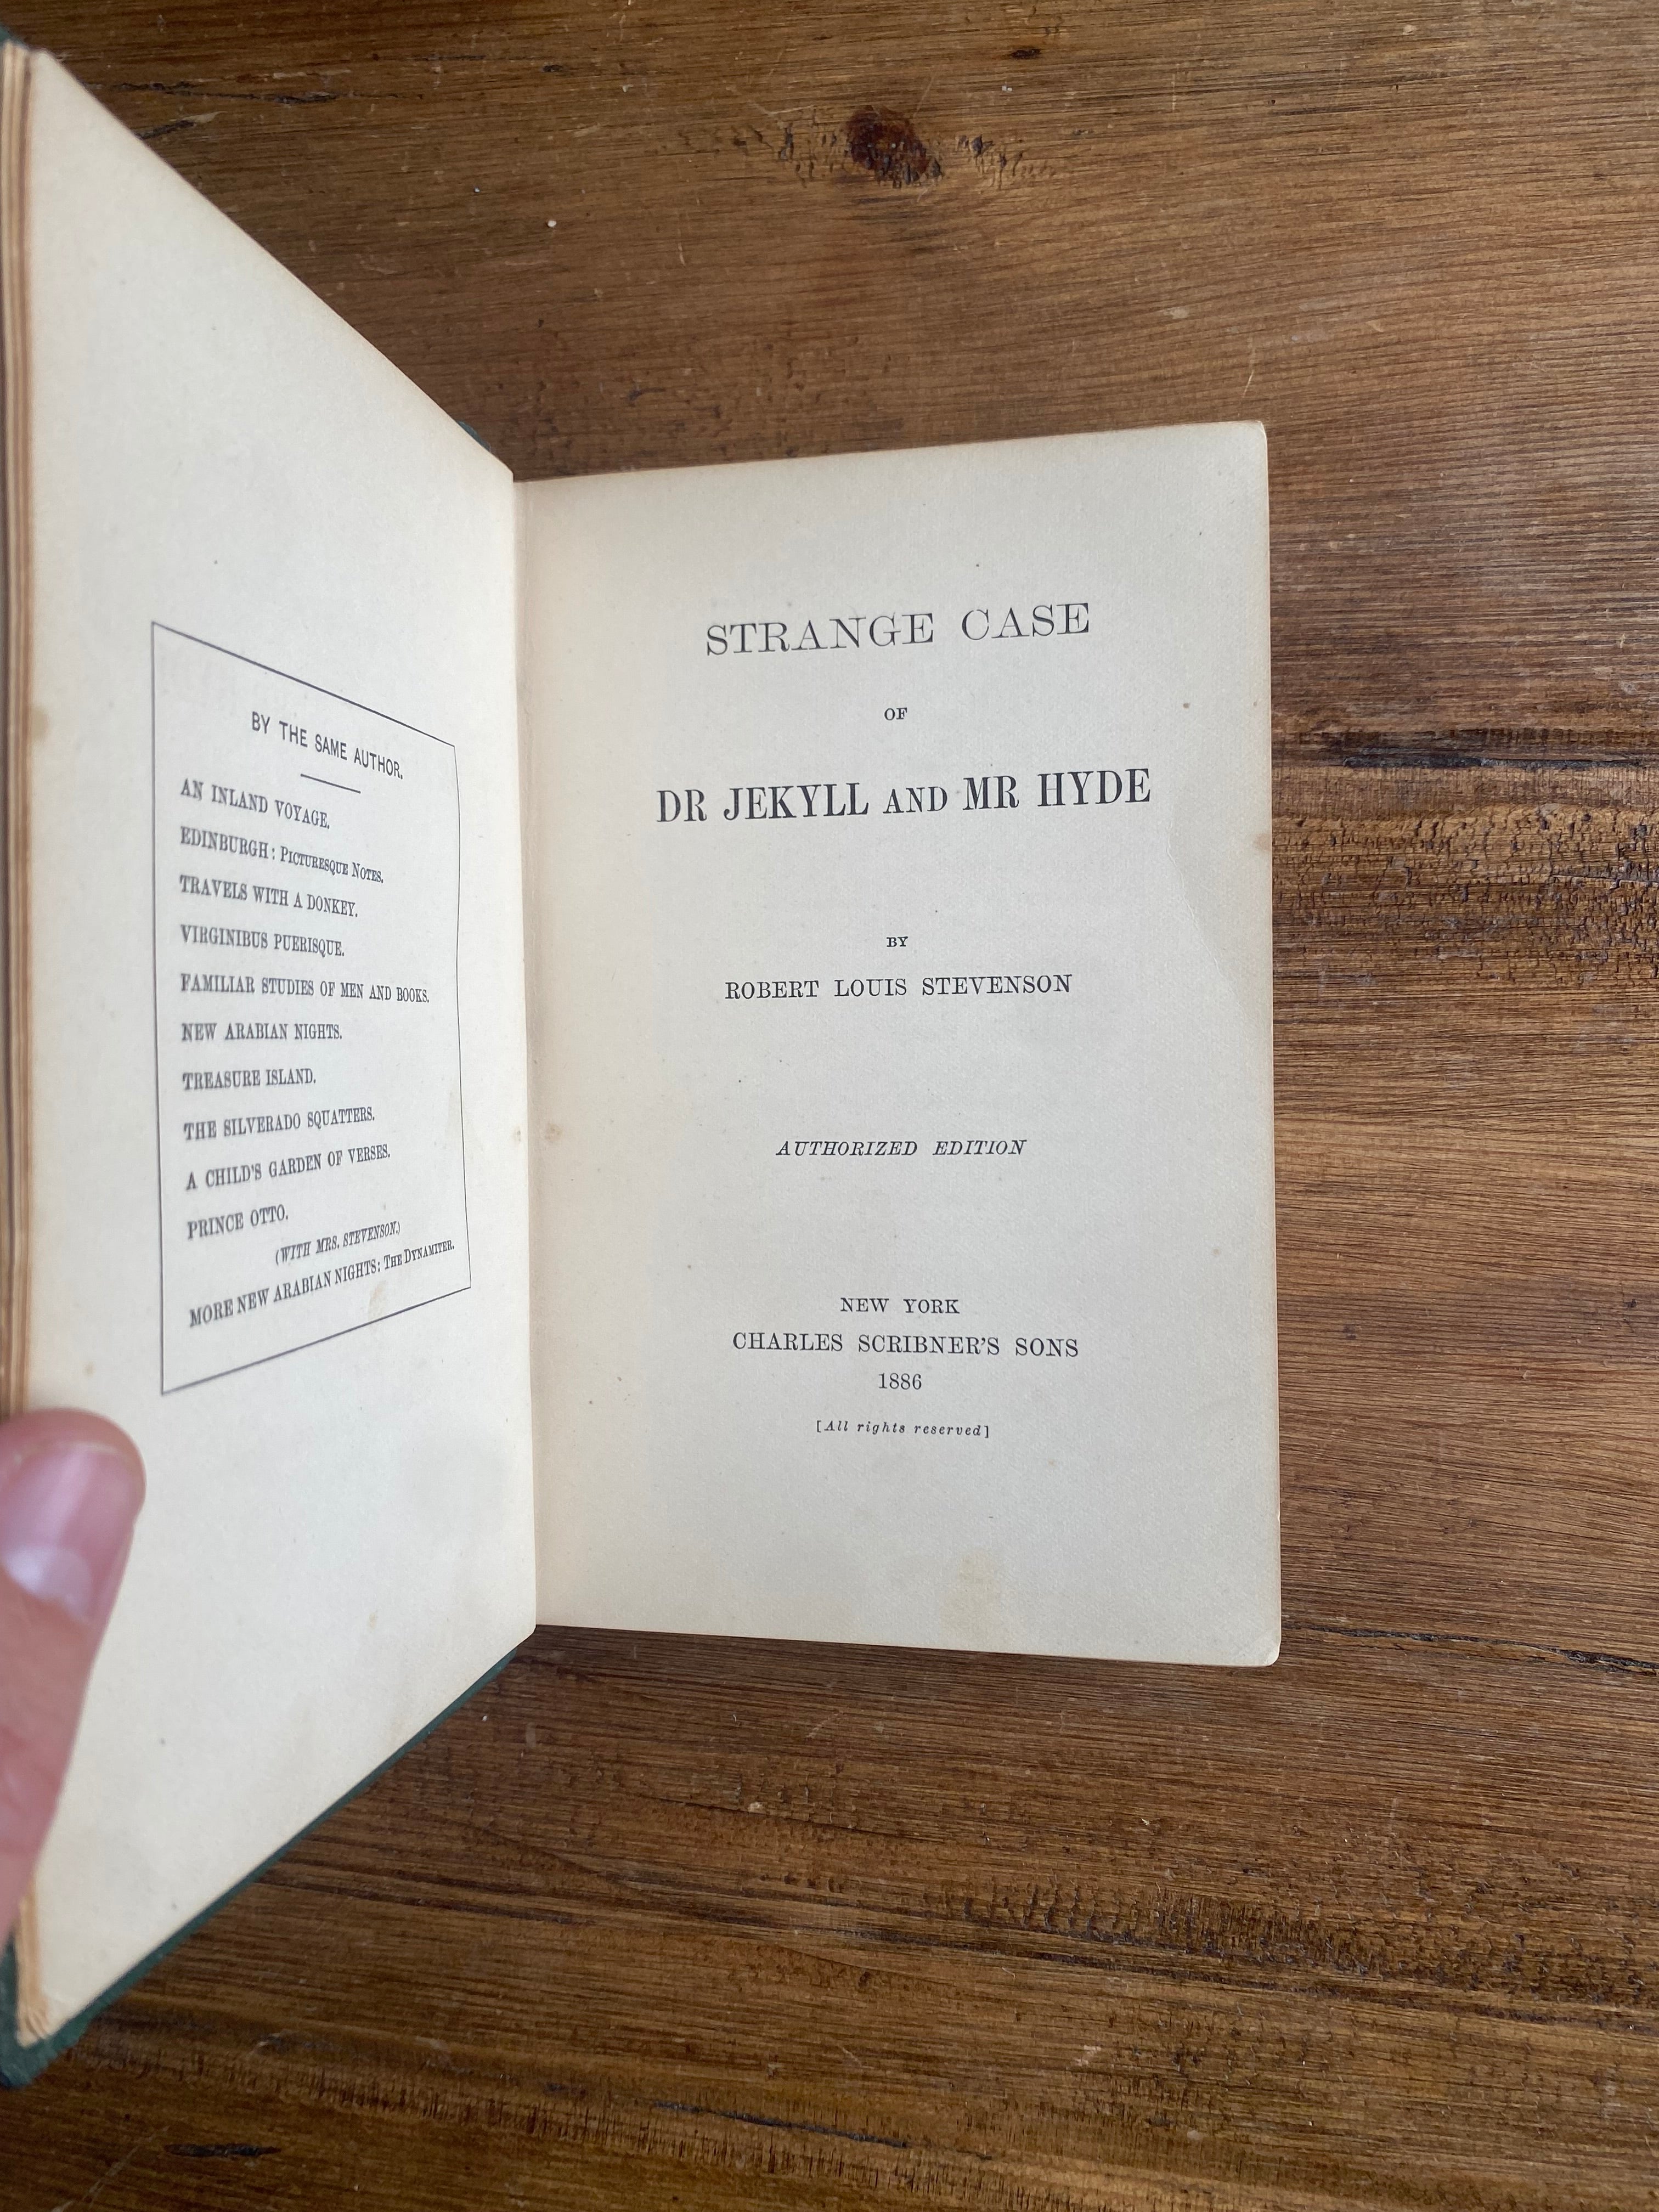 BY THE SAME AUTHOR.
AN INLAND VOYAGE.
EDINBURGH: PICTURESQUE NOTES.
TRAVELS WITH A DONKEY.
VIRGINIBUS PUERISQUE.
FAMILIAR STUDIES OF MEN AND BOOKS.
NEW ARABIAN NIGHTS.
TREASURE ISLAND.
THE SILVERADO SQUATTERS.
A CHILD'S GARDEN OF VERSES.
PRINCE OTTO.
(WITH MRS. STEVENSON.)
MORE NEW ARABIAN NIGHTS: THE DYNAMITER.
STRANGE CASE
OF
DR JEKYLL AND MR HYDE
BY
ROBERT LOUIS STEVENSON
AUTHORIZED EDITION
NEW YORK
CHARLES SCRIBNER'S SONS
1886
[All rights reserved]